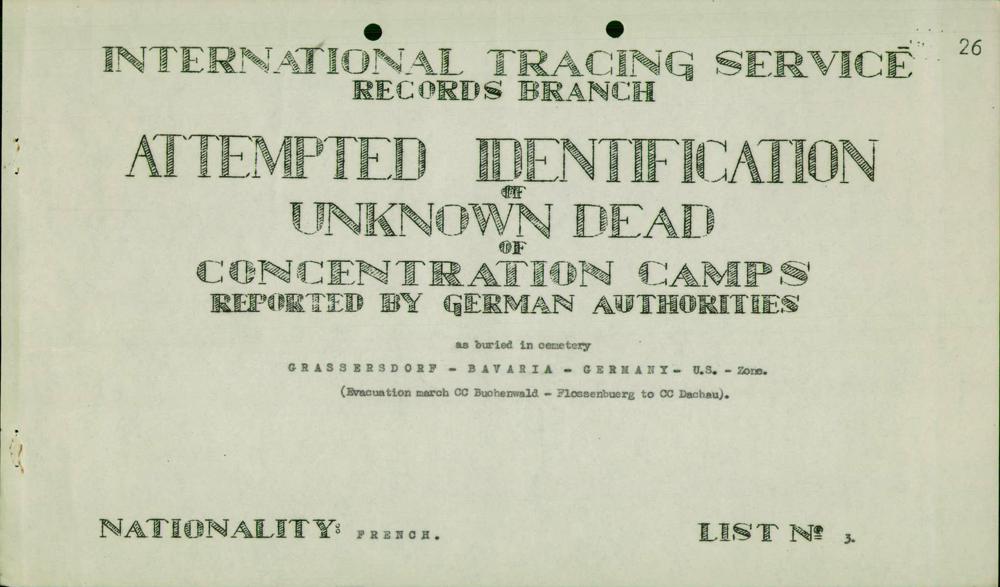 26
INTERNATIONAL TRACING SERVICE
RECORDS BRANCH
ATTEMPTED IDENTIFICATION
OF
UNKNOWN DEAD
OF
CONCENTRATION CAMPS
REPORTED BY GERMAN AUTHORITIES
as buried in cemetery
GRASSERSDORF - BAVARIA - GERMANY - U.S. - Zone.
(Evacuation march CC Buchenwald - Flossenbuerg to CC Dachau).
NATIONALITY: FRENCH. LIST Nº 3.